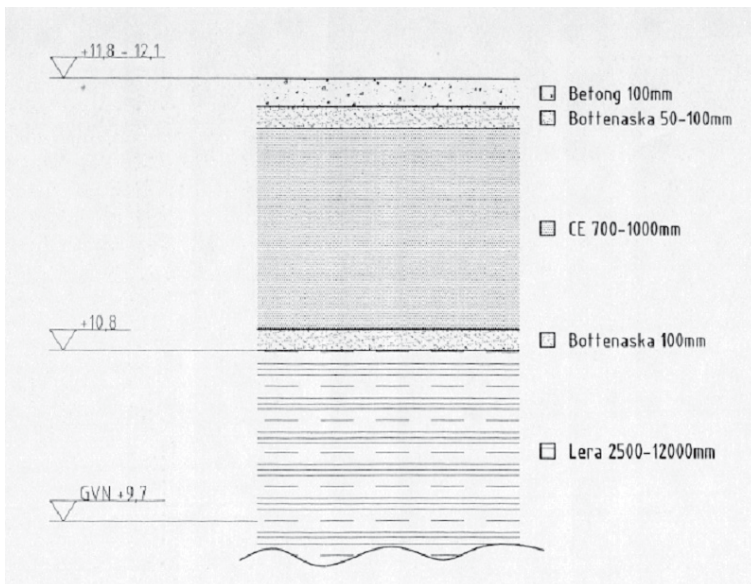 +11,8 - 12,1
Betong 100mm
Bottenaska 50-100mm
CE 700-1000mm
+10,8
Bottenaska 100mm
Lera 2500-12000mm
GVN +9,7